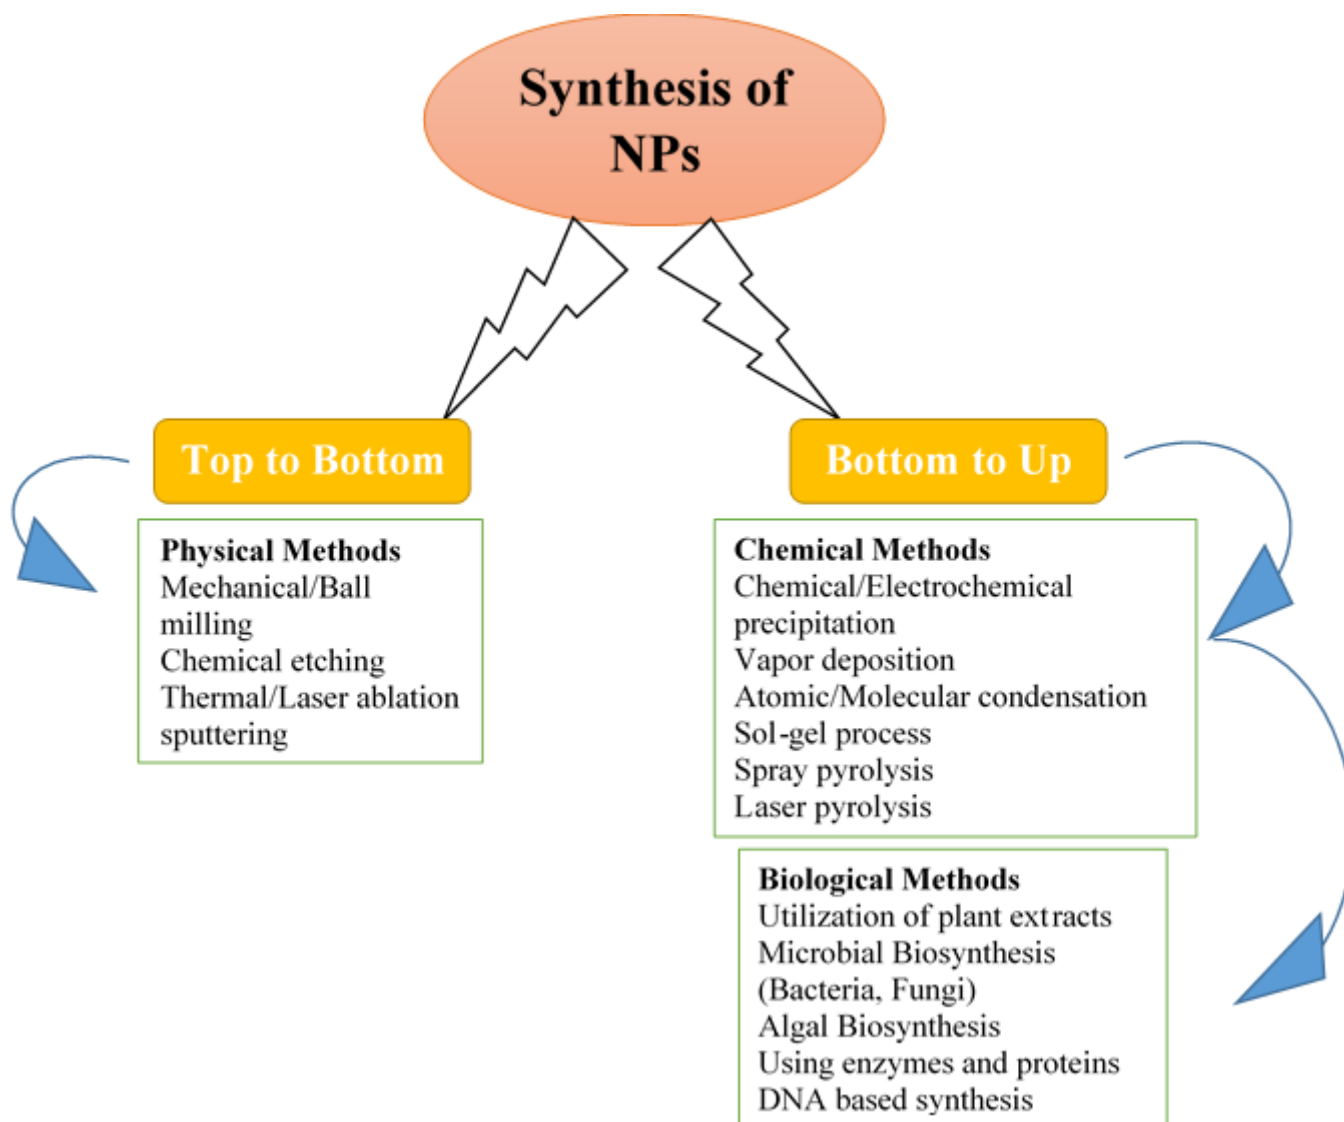 Synthesis of
NPs
Top to Bottom
Physical Methods
Mechanical/Ball
milling
Chemical etching
Thermal/Laser ablation
sputtering
Bottom to Up
Chemical Methods
Chemical/Electrochemical
precipitation
Vapor deposition
Atomic/Molecular condensation
Sol-gel process
Spray pyrolysis
Laser pyrolysis
Biological Methods
Utilization of plant extracts
Microbial Biosynthesis
(Bacteria, Fungi)
Algal Biosynthesis
Using enzymes and proteins
DNA based synthesis